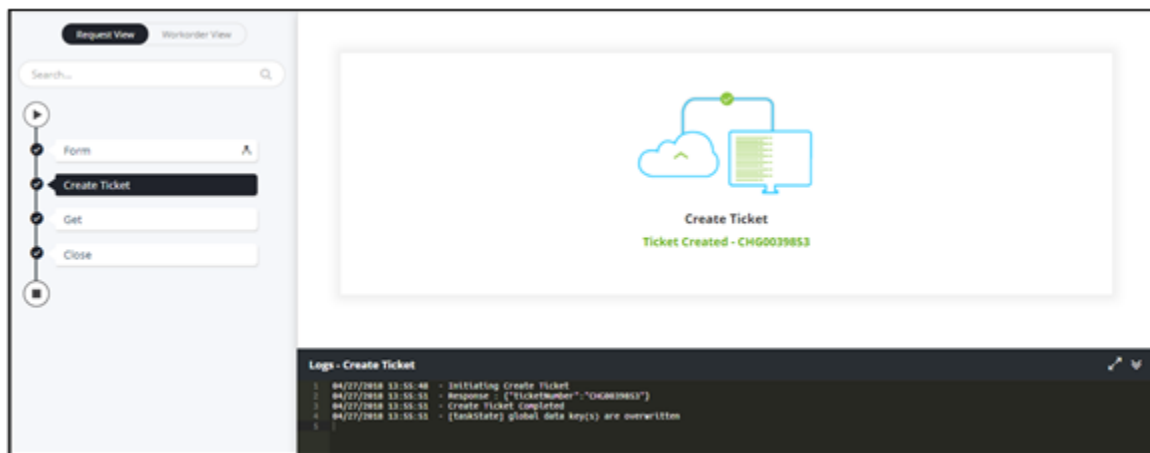 Request View
Workorder View
Search...
Form
Create Ticket
Get
Close
Create Ticket
Ticket Created - CHG0039853
Logs - Create Ticket
1 04/27/2018 13:55:48 - Initiating Create Ticket
2 04/27/2018 13:55:51 - Response : {"ticketNumber":"CHG0039853"}
3 04/27/2018 13:55:51 - Create Ticket Completed
4 04/27/2018 13:55:51 - [taskState] global data key(s) are overwritten
5